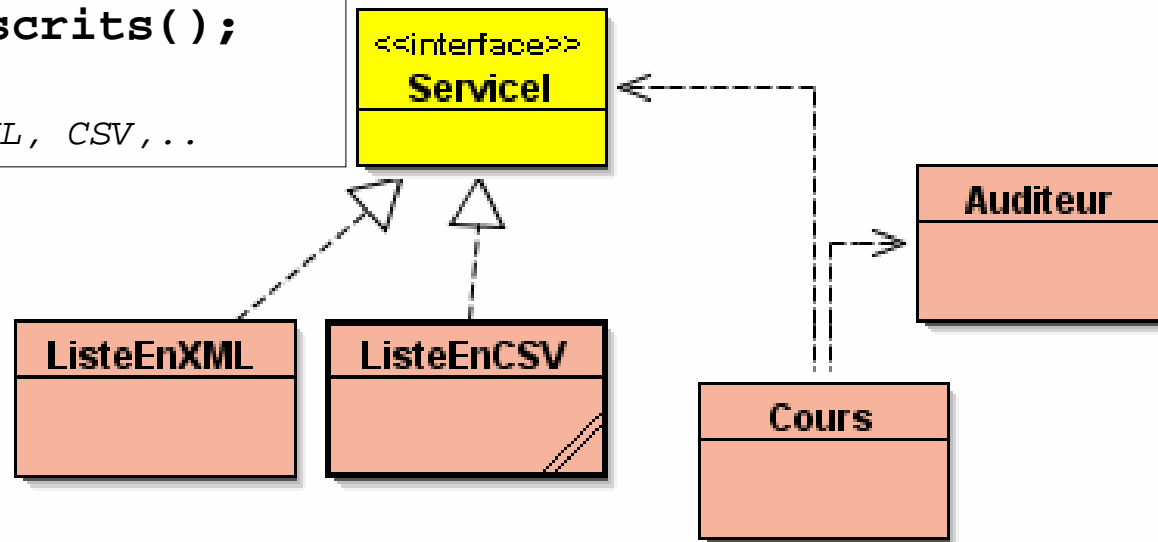 scrits();
L, CSV,..
<<interface>>
ServiceI
Auditeur
ListeEnXML
ListeEnCSV
Cours